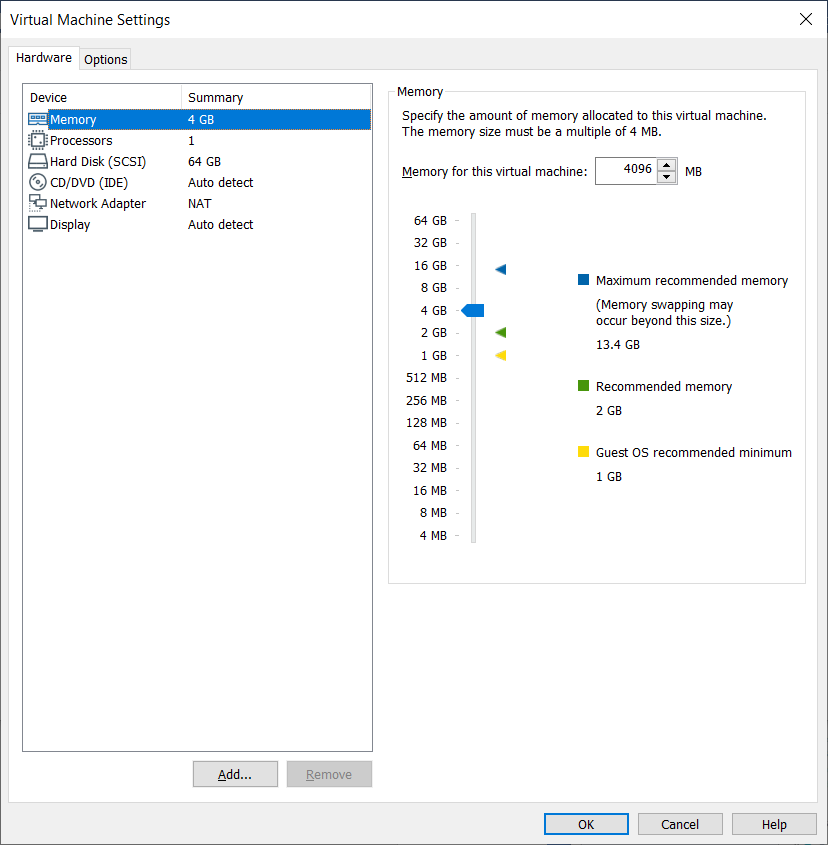 Virtual Machine Settings
Hardware Options
Device Summary
Memory 4 GB
Processors 1
Hard Disk (SCSI) 64 GB
CD/DVD (IDE) Auto detect
Network Adapter NAT
Display Auto detect
Add...
Remove
Memory
Specify the amount of memory allocated to this virtual machine.
The memory size must be a multiple of 4 MB.
Memory for this virtual machine: 4096 MB
64 GB
32 GB
16 GB
8 GB
4 GB
2 GB
1 GB
512 MB
256 MB
128 MB
64 MB
32 MB
16 MB
8 MB
4 MB
Maximum recommended memory
(Memory swapping may
occur beyond this size.)
13.4 GB
Recommended memory
2 GB
Guest OS recommended minimum
1 GB
OK
Cancel
Help